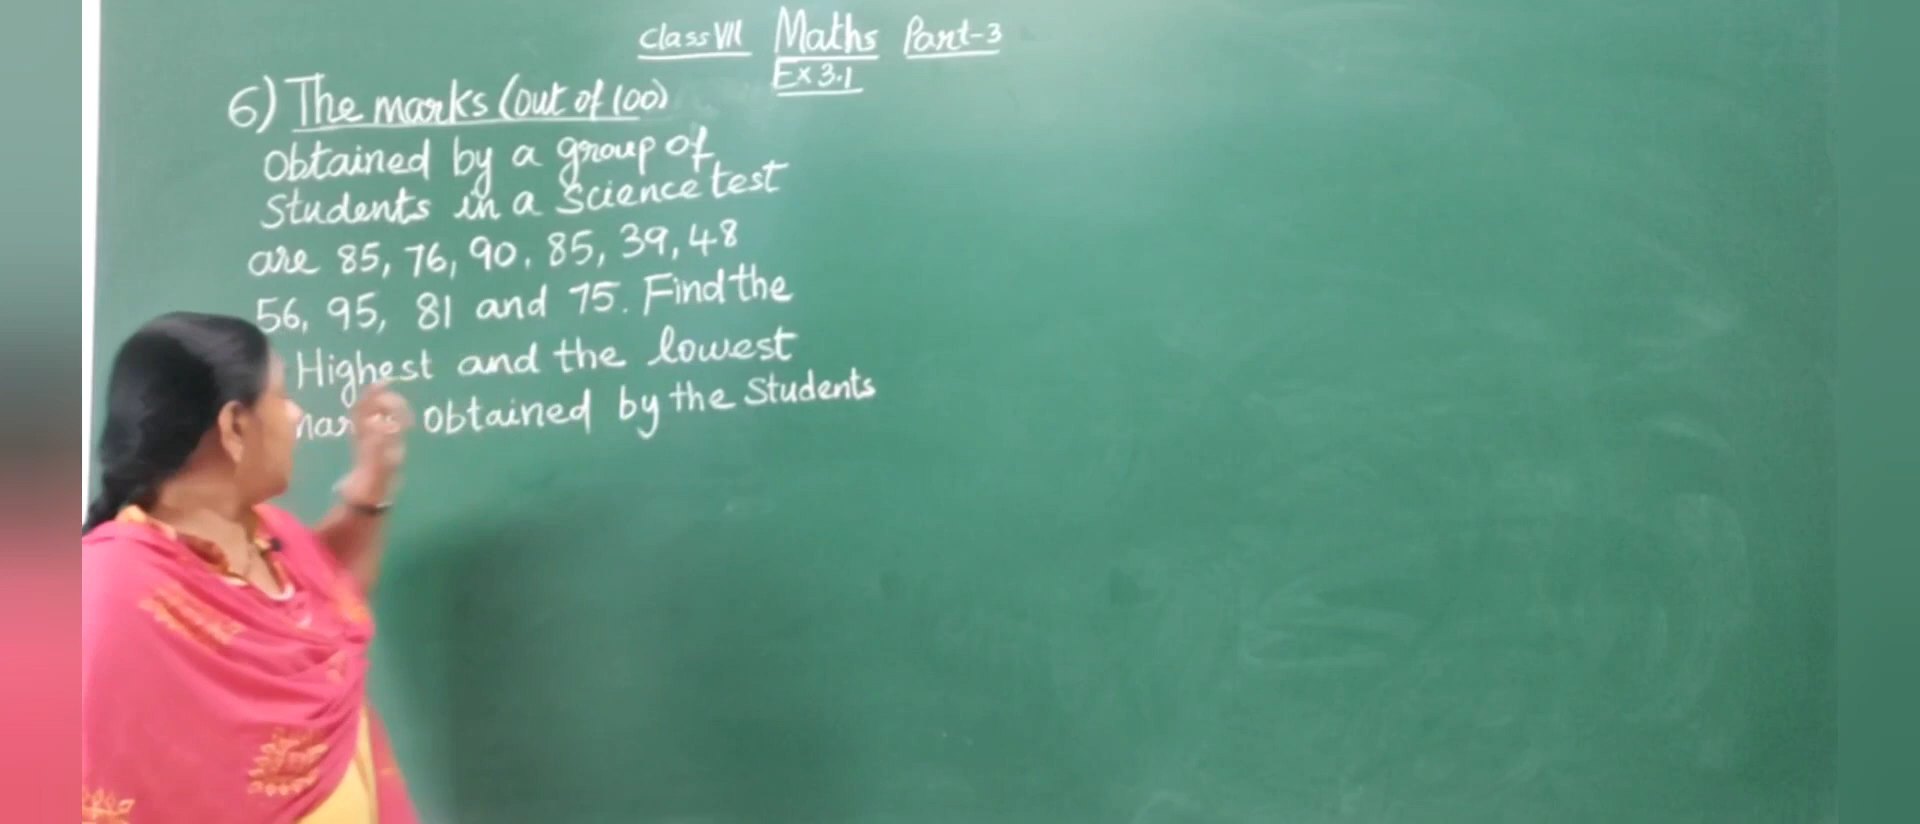 Class VII Maths Part-3
Ex 3.1
6) The marks (out of 100)
obtained by a group of
Students in a Science test
are 85, 76, 90, 85, 39, 48
56, 95, 81 and 75. Find the
Highest and the lowest
obtained by the Students